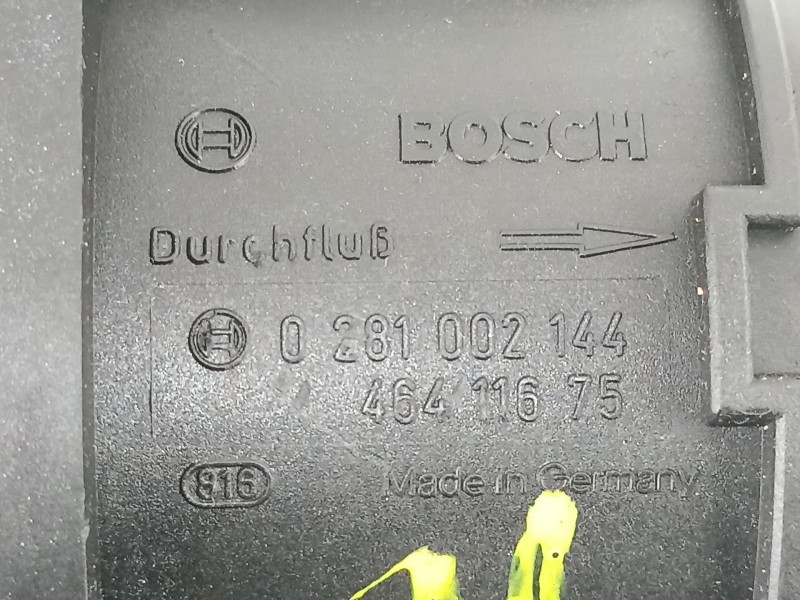 BOSCH
Durchfluß
0 281 002 144
464 116 75
816
Made in Germany